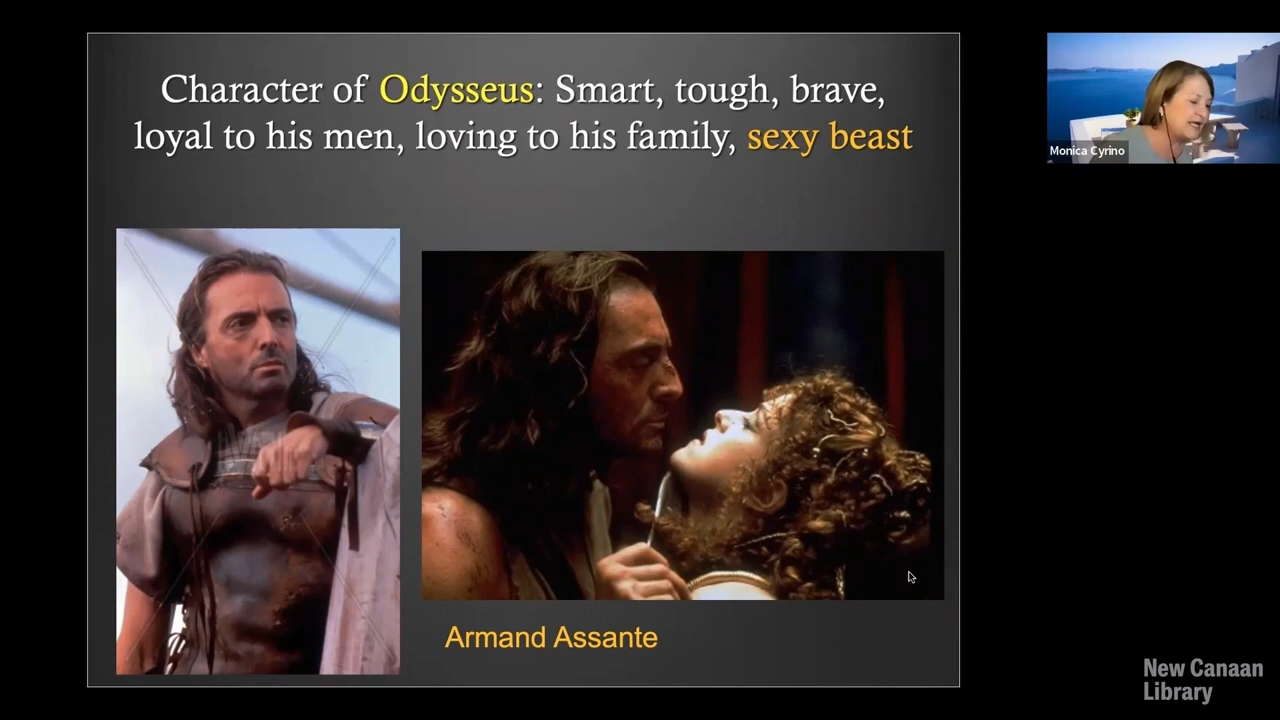 Character of Odysseus: Smart, tough, brave,
loyal to his men, loving to his family, sexy beast
Monica Cyrino
Armand Assante
New Canaan
Library